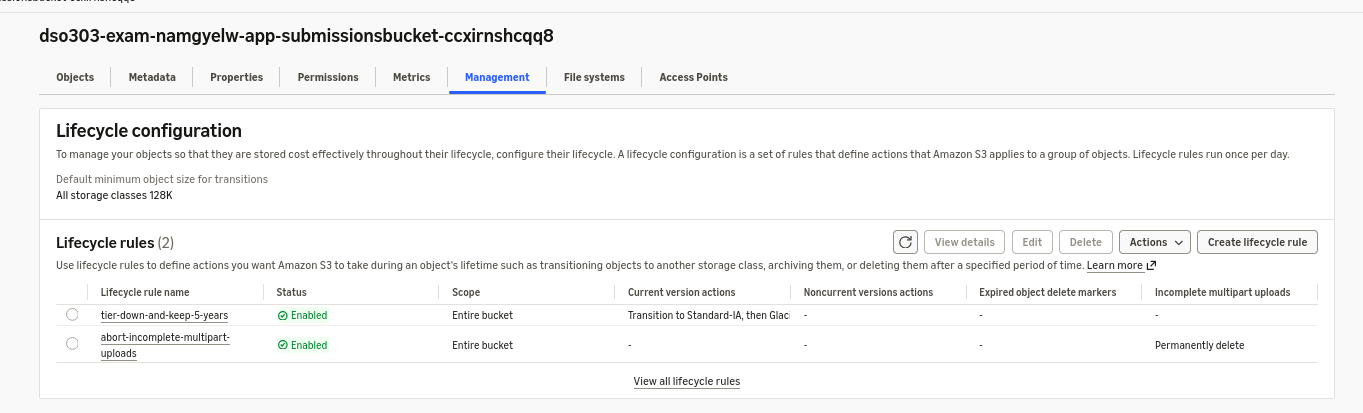 dso303-exam-namgyelw-app-submissionsbucket-ccxirnshcqq8
Objects
Metadata
Properties
Permissions
Metrics
Management
File systems
Access Points
Lifecycle configuration
To manage your objects so that they are stored cost effectively throughout their lifecycle, configure their lifecycle. A lifecycle configuration is a set of rules that define actions that Amazon S3 applies to a group of objects. Lifecycle rules run once per day.
Default minimum object size for transitions
All storage classes 128K
Lifecycle rules (2)
View details
Edit
Delete
Actions
Create lifecycle rule
Use lifecycle rules to define actions you want Amazon S3 to take during an object's lifetime such as transitioning objects to another storage class, archiving them, or deleting them after a specified period of time. Learn more
Lifecycle rule name
Status
Scope
Current version actions
Noncurrent versions actions
Expired object delete markers
Incomplete multipart uploads
tier-down-and-keep-5-years
Enabled
Entire bucket
Transition to Standard-IA, then Glaci
-
-
-
abort-incomplete-multipart-
uploads
Enabled
Entire bucket
-
-
-
Permanently delete
View all lifecycle rules